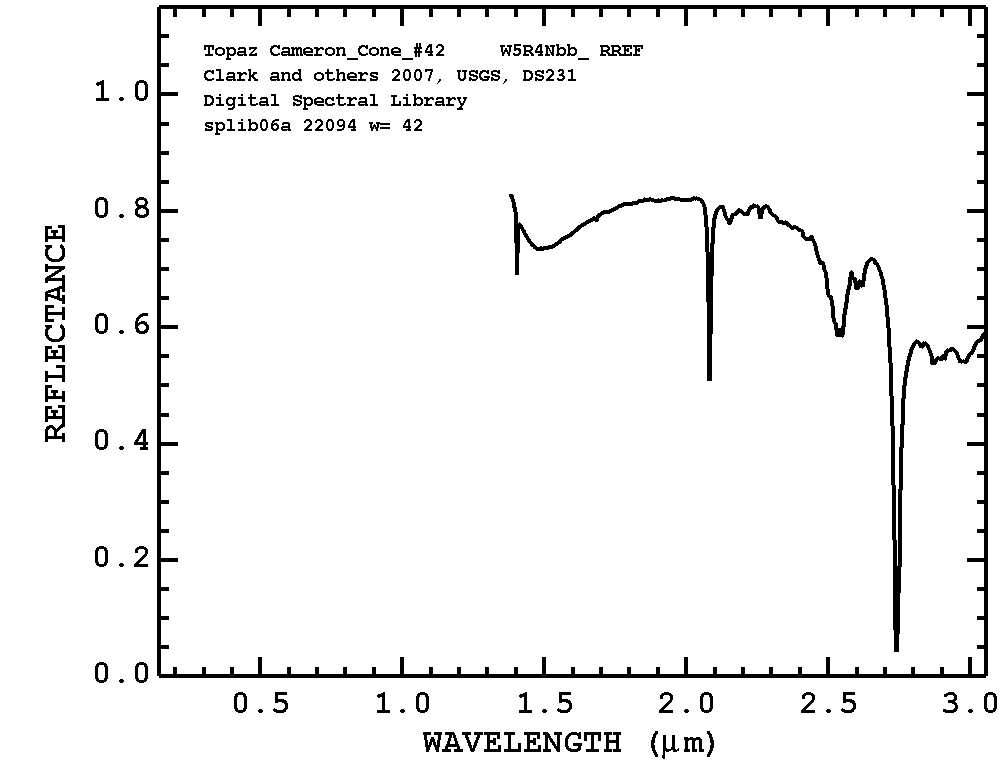 Topaz Cameron_Cone_#42 W5R4Nbb_ RREF
Clark and others 2007, USGS, DS231
Digital Spectral Library
splib06a 22094 w= 42
1.0
0.8
0.6
0.4
0.2
0.0
REFLECTANCE
0.5 1.0 1.5 2.0 2.5 3.0
WAVELENGTH (μm)